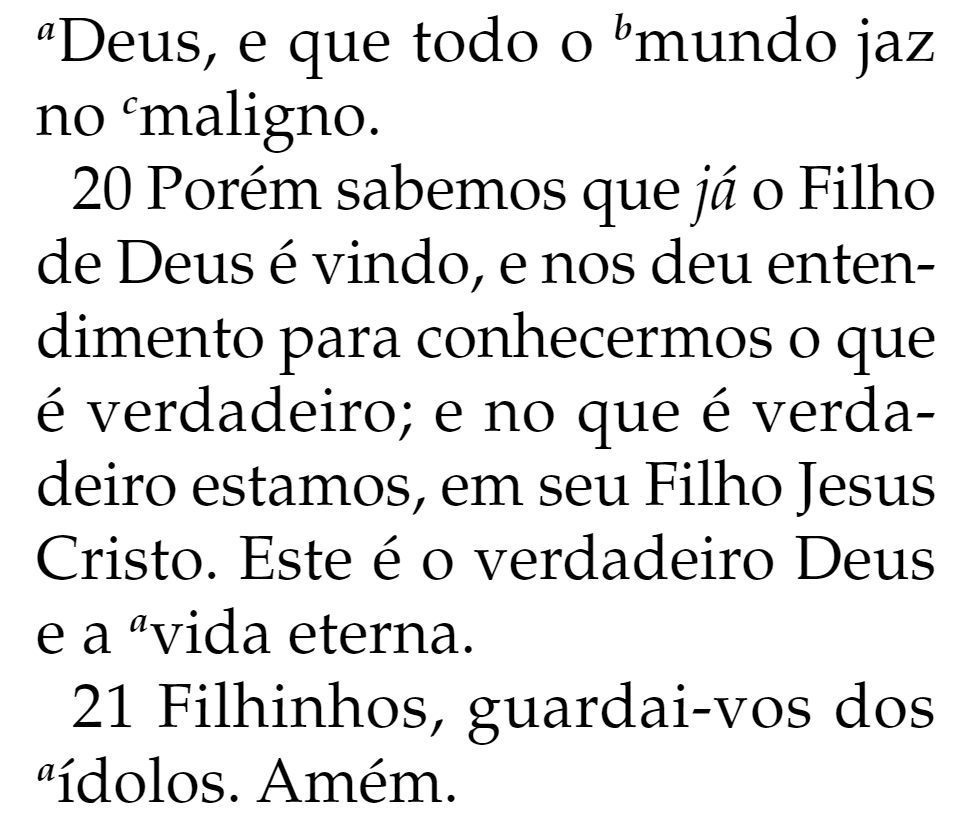 aDeus, e que todo o bmundo jaz
no cmaligno.
20 Porém sabemos que já o Filho
de Deus é vindo, e nos deu enten-
dimento para conhecermos o que
é verdadeiro; e no que é verda-
deiro estamos, em seu Filho Jesus
Cristo. Este é o verdadeiro Deus
e a avida eterna.
21 Filhinhos, guardai-vos dos
aídolos. Amém.